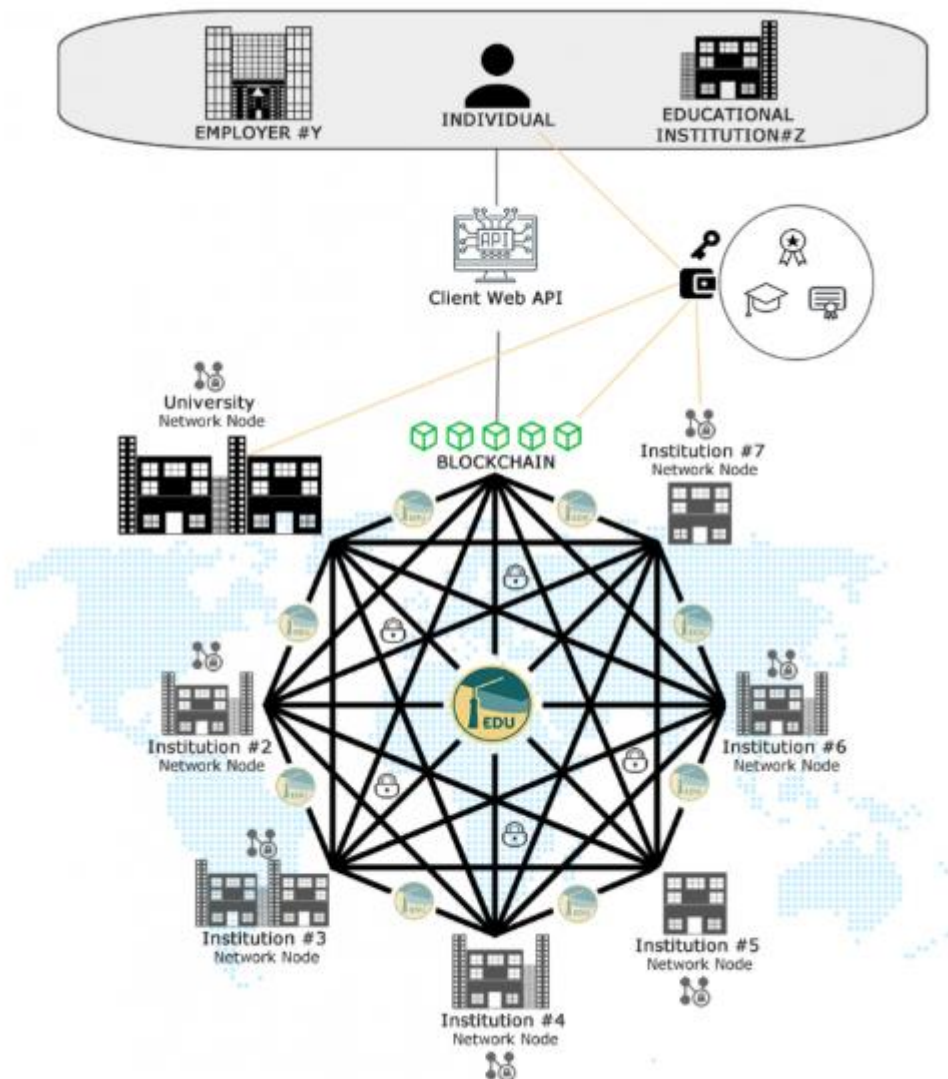 EMPLOYER #Y
INDIVIDUAL
EDUCATIONAL
INSTITUTION#Z
API
Client Web API
University
Network Node
BLOCKCHAIN
Institution #7
Network Node
EDU
Institution #2
Network Node
Institution #6
Network Node
Institution #3
Network Node
Institution #5
Network Node
Institution #4
Network Node